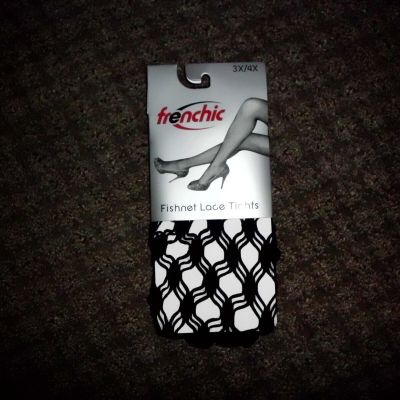 3X/4X
frenchic
Fishnet Lace Tights